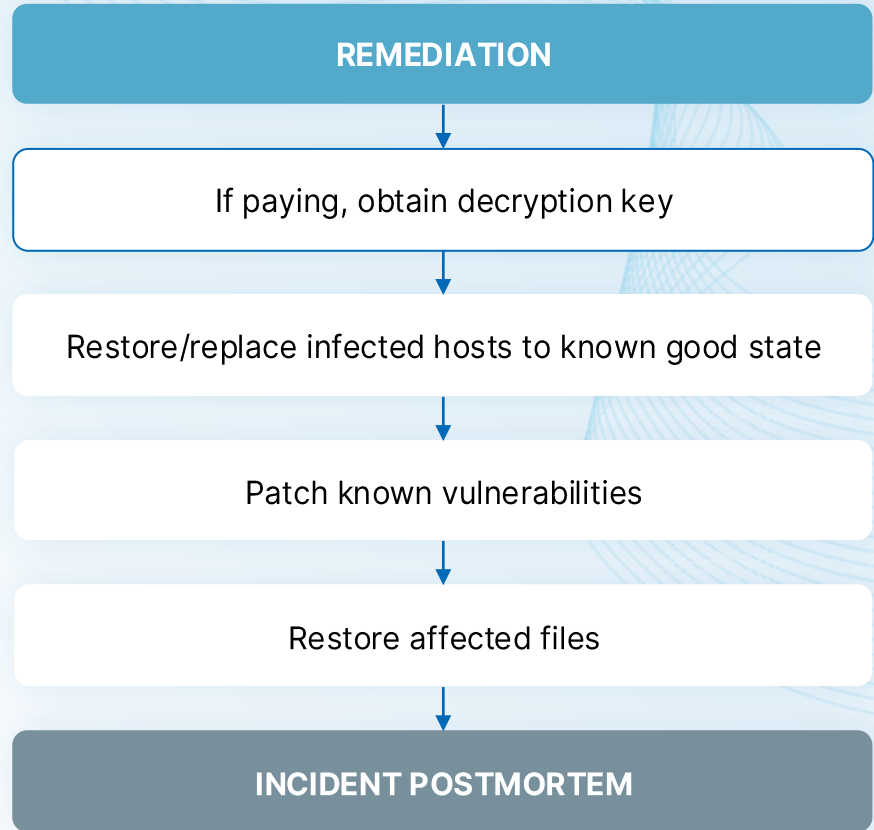 REMEDIATION
If paying, obtain decryption key
Restore/replace infected hosts to known good state
Patch known vulnerabilities
Restore affected files
INCIDENT POSTMORTEM